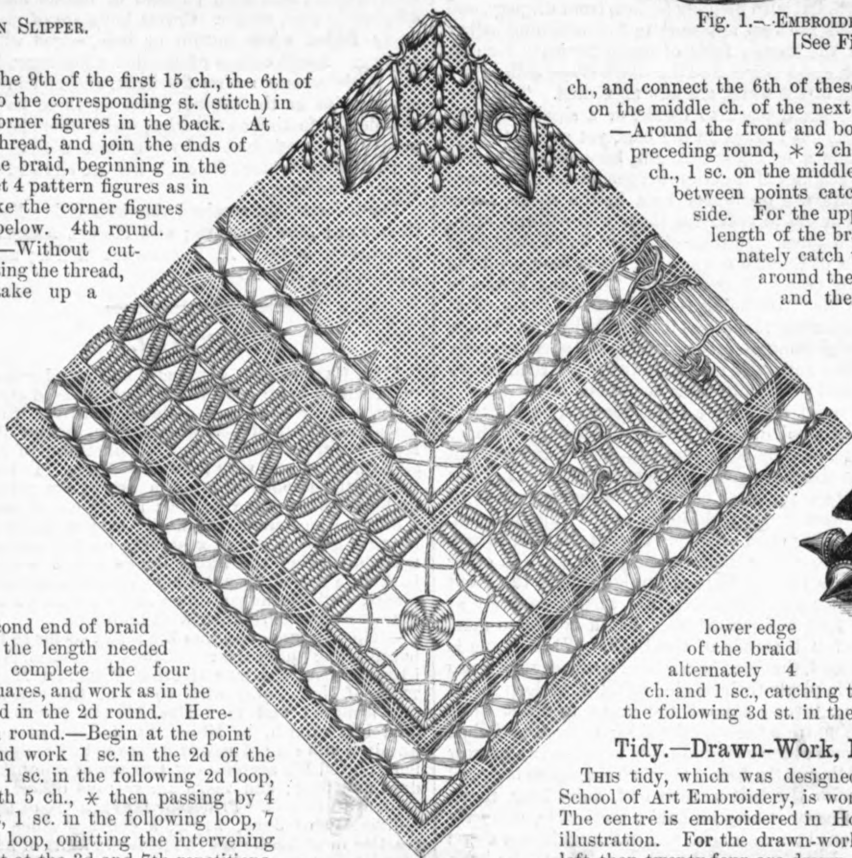 N SLIPPER.
he 9th of the first 15 ch., the 6th of
o the corresponding st. (stitch) in
orner figures in the back. At
hread, and join the ends of
e braid, beginning in the
t 4 pattern figures as in
ke the corner figures
below. 4th round.
—Without cut-
ing the thread,
ake up a
cond end of braid
the length needed
complete the four
uares, and work as in the
d in the 2d round. Here-
round.—Begin at the point
nd work 1 sc. in the 2d of the
1 sc. in the following 2d loop,
th 5 ch., * then passing by 4
, 1 sc. in the following loop, 7
loop, omitting the intervening
t at the 3d and 7th repetitions
Fig. 1.—EMBROIDE
[See Fi
ch., and connect the 6th of these
on the middle ch. of the next
—Around the front and bo
preceding round, * 2 ch
ch., 1 sc. on the middle
between points catc
side. For the upp
length of the br
nately catch
around the
and the
lower edge
of the braid
alternately 4
ch. and 1 sc., catching t
the following 3d st. in the
Tidy.—Drawn-Work,
THIS tidy, which was designed
School of Art Embroidery, is wor
The centre is embroidered in Ho
illustration. For the drawn-work